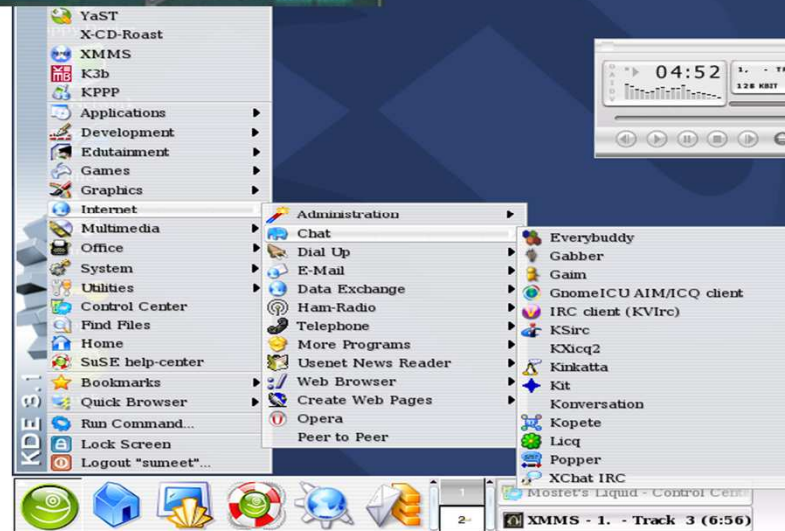 YaST
X-CD-Roast
XMMS
K3b
KPPP
Applications
Development
Edutainment
Games
Graphics
Internet
Multimedia
Office
System
Utilities
Control Center
Find Files
Home
SuSE help-center
Bookmarks
Quick Browser
Run Command...
Lock Screen
Logout "sumeet"...
KDE 3.1
Administration
Chat
Dial Up
E-Mail
Data Exchange
Ham-Radio
Telephone
More Programs
Usenet News Reader
Web Browser
Create Web Pages
Opera
Peer to Peer
Everybuddy
Gabber
Gaim
GnomeICU AIM/ICQ client
IRC client (KVIrc)
KSirc
KXicq2
Kinkatta
Kit
Konversation
Kopete
Licq
Popper
XChat IRC
04:52
1. - TR
128 KBIT
1
2
Mostet's Liquid - Control Cente
XMMS - 1. - Track 3 (6:56)